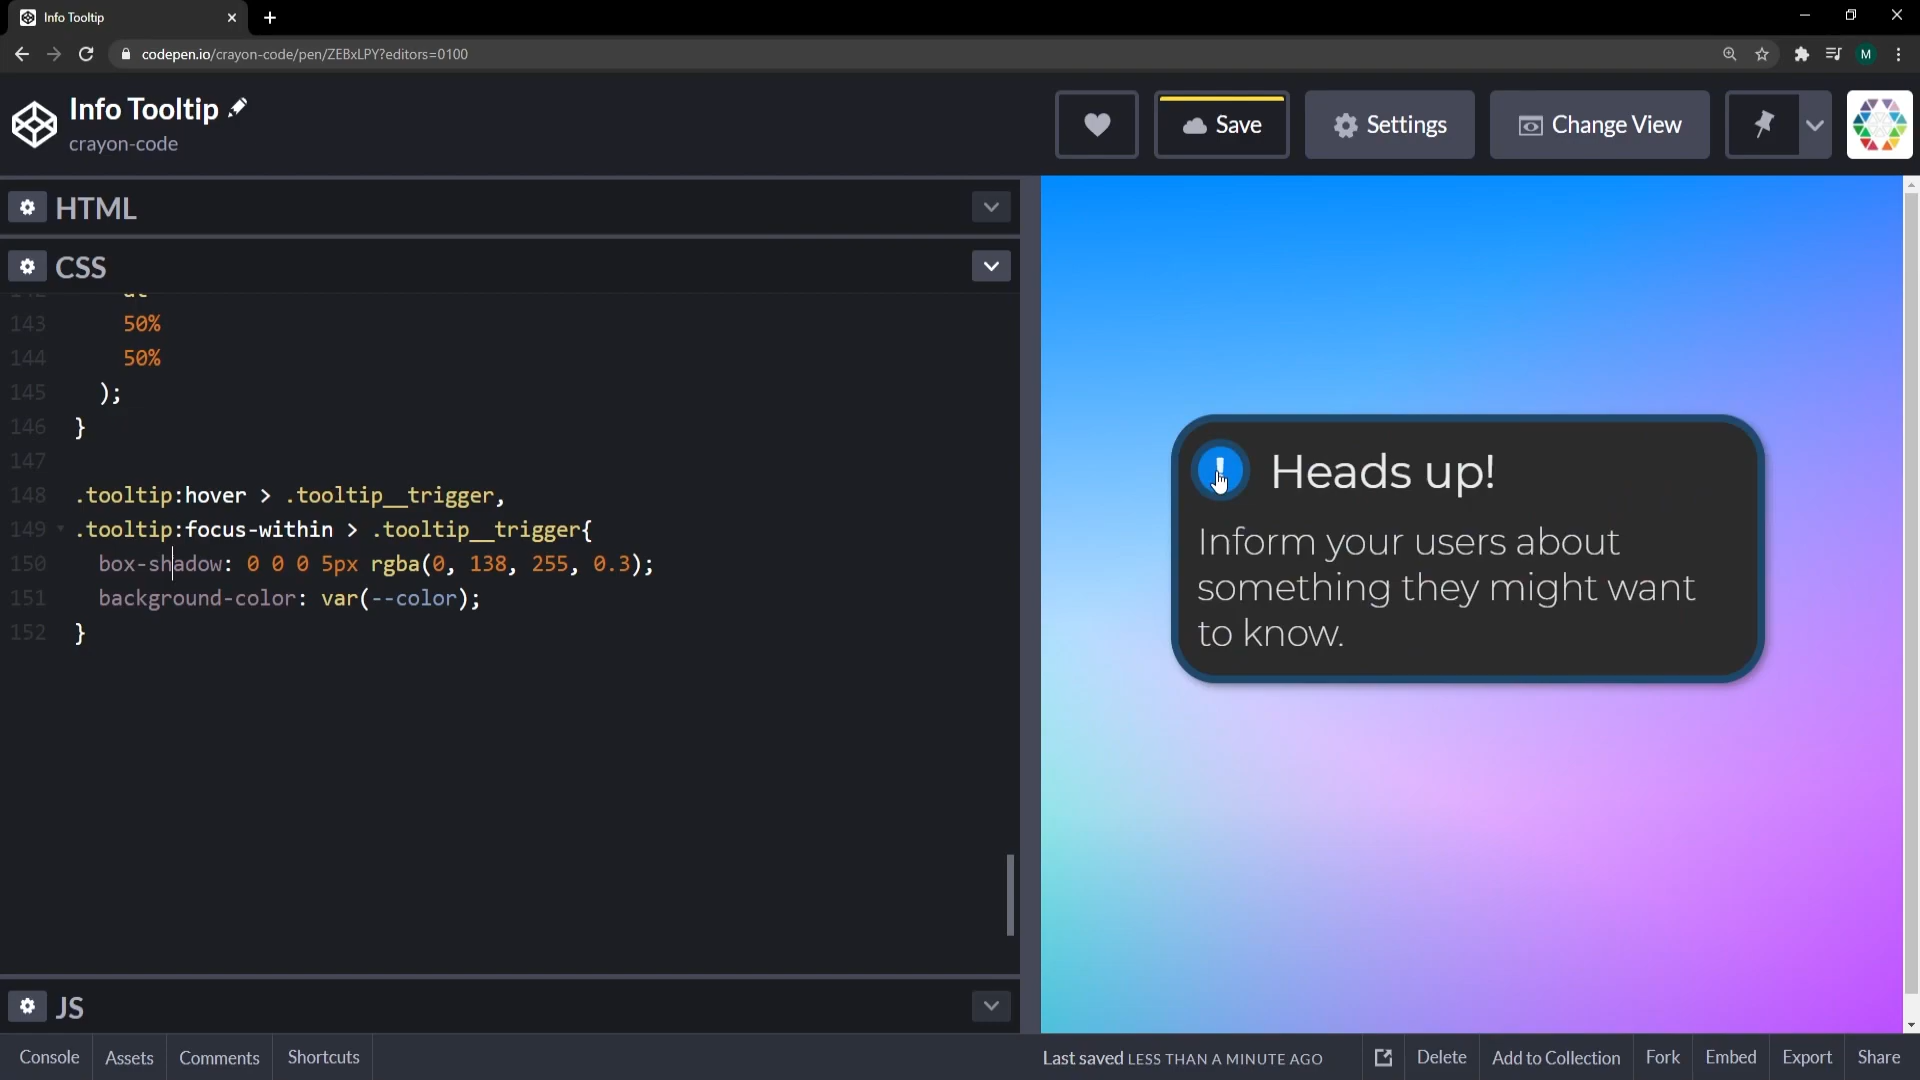 Info Tooltip
codepen.io/crayon-code/pen/ZEBxLPY?editors=0100
M
Info Tooltip
crayon-code
Save
Settings
Change View
HTML
CSS
143 50%
144 50%
145 );
146 }
147
148 .tooltip:hover > .tooltip__trigger,
149 .tooltip:focus-within > .tooltip__trigger{
150 box-shadow: 0 0 0 5px rgba(0, 138, 255, 0.3);
151 background-color: var(--color);
152 }
JS
Heads up!
Inform your users about
something they might want
to know.
Console Assets Comments Shortcuts
Last saved LESS THAN A MINUTE AGO
Delete Add to Collection Fork Embed Export Share